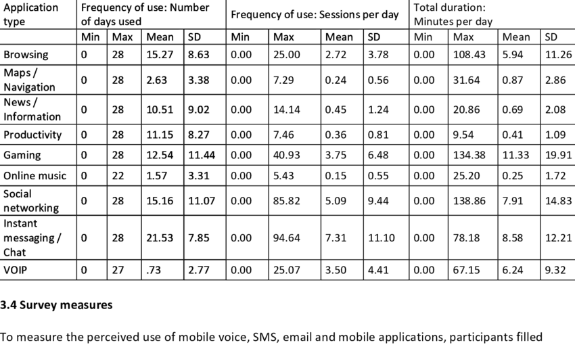 Application type Frequency of use: Number of days used Frequency of use: Sessions per day Total duration: Minutes per day
Min Max Mean SD Min Max Mean SD Min Max Mean SD
Browsing 0 28 15.27 8.63 0.00 25.00 2.72 3.78 0.00 108.43 5.94 11.26
Maps / Navigation 0 28 2.63 3.38 0.00 7.29 0.24 0.56 0.00 31.64 0.87 2.86
News / Information 0 28 10.51 9.02 0.00 14.14 0.45 1.24 0.00 20.86 0.69 2.08
Productivity 0 28 11.15 8.27 0.00 7.46 0.36 0.81 0.00 9.54 0.41 1.09
Gaming 0 28 12.54 11.44 0.00 40.93 3.75 6.48 0.00 134.38 11.33 19.91
Online music 0 22 1.57 3.31 0.00 5.43 0.15 0.55 0.00 25.20 0.25 1.72
Social networking 0 28 15.16 11.07 0.00 85.82 5.09 9.44 0.00 138.86 7.91 14.83
Instant messaging / Chat 0 28 21.53 7.85 0.00 94.64 7.31 11.10 0.00 78.18 8.58 12.21
VOIP 0 27 .73 2.77 0.00 25.07 3.50 4.41 0.00 67.15 6.24 9.32
3.4 Survey measures
To measure the perceived use of mobile voice, SMS, email and mobile applications, participants filled